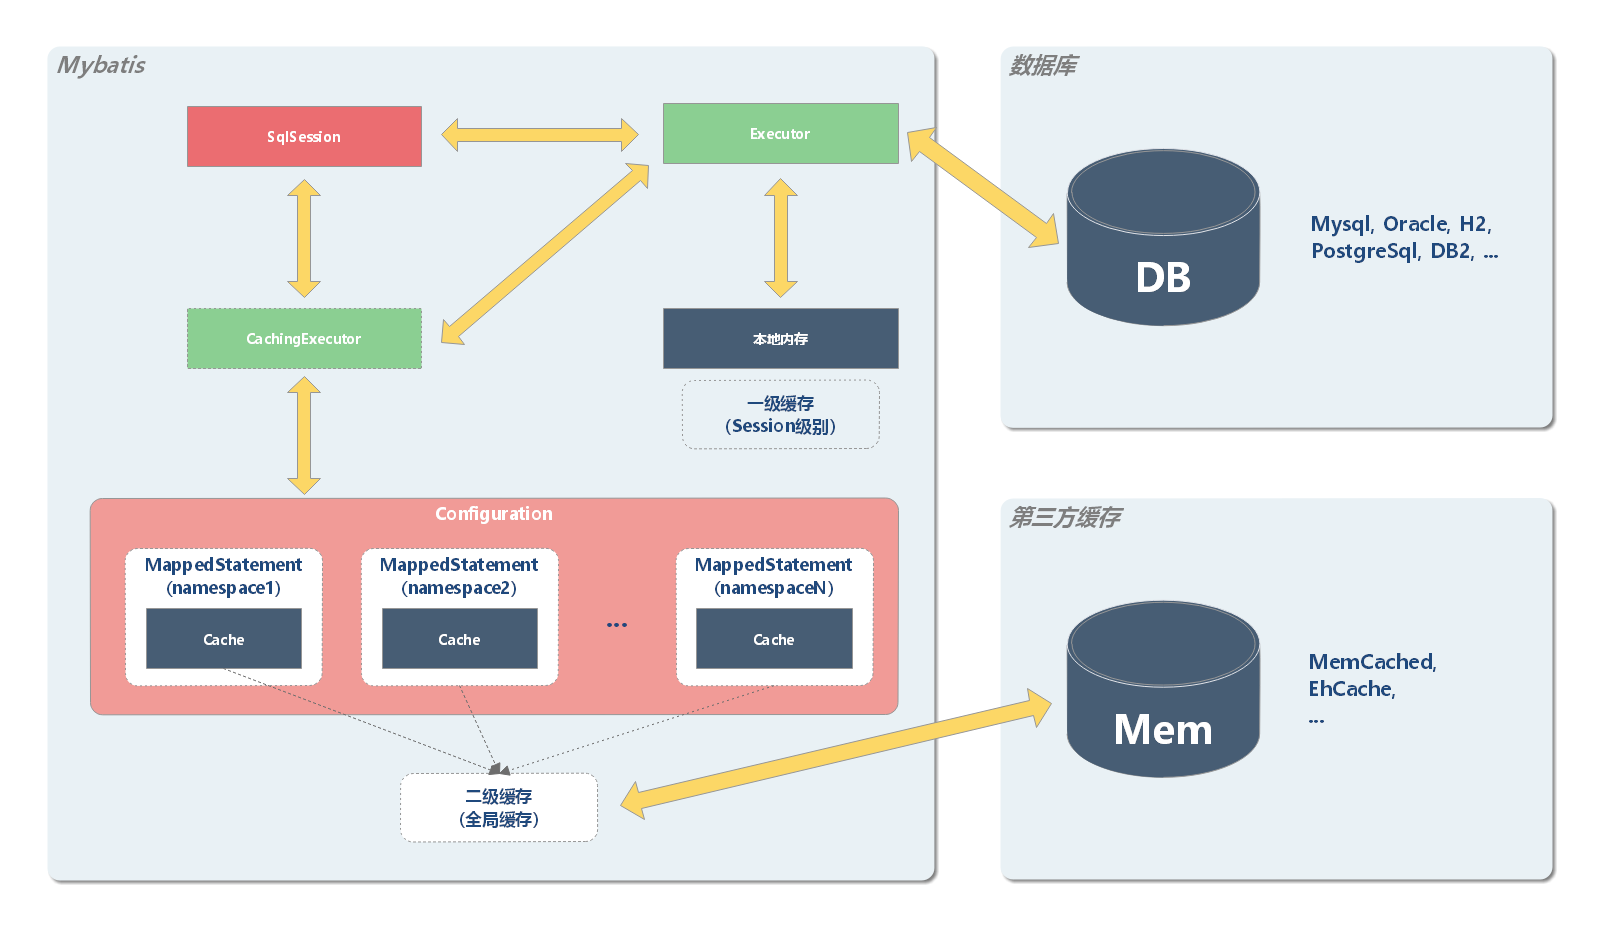 Mybatis
SqlSession
Executor
CachingExecutor
本地内存
一级缓存
（Session级别）
Configuration
MappedStatement
（namespace1）
Cache
MappedStatement
（namespace2）
Cache
...
MappedStatement
（namespaceN）
Cache
二级缓存
（全局缓存）
数据库
DB
Mysql, Oracle, H2,
PostgreSql, DB2, ...
第三方缓存
Mem
MemCached,
EhCache,
...